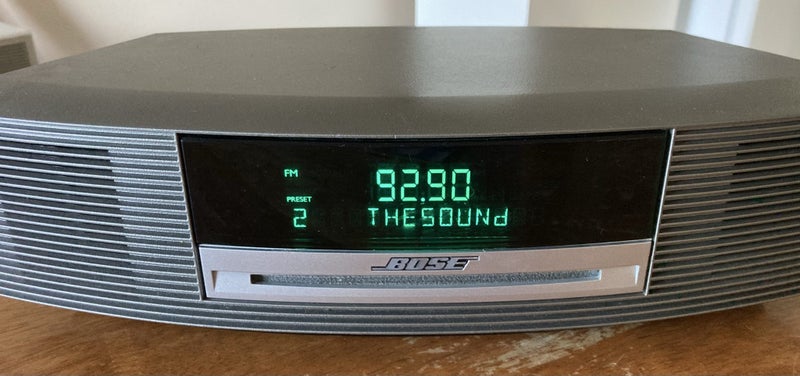 FM
92.90
PRESET
2
THESOUNd
BOSE